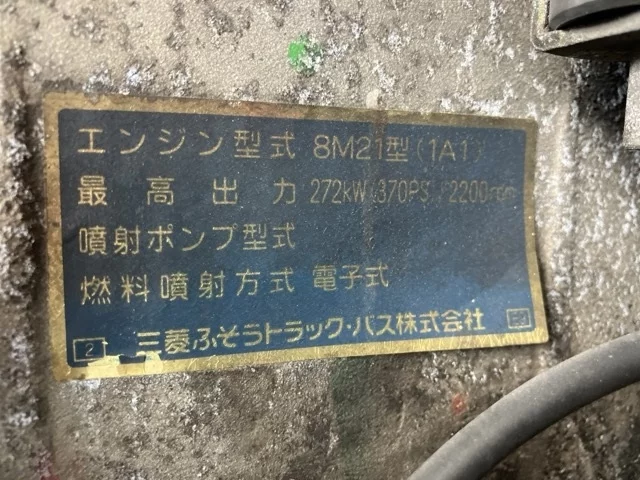 エンジン型式 8M21型(1A1)
最高出力 272kW(370PS)/2200rpm
噴射ポンプ型式
燃料噴射方式 電子式
2 三菱ふそうトラック・バス株式会社